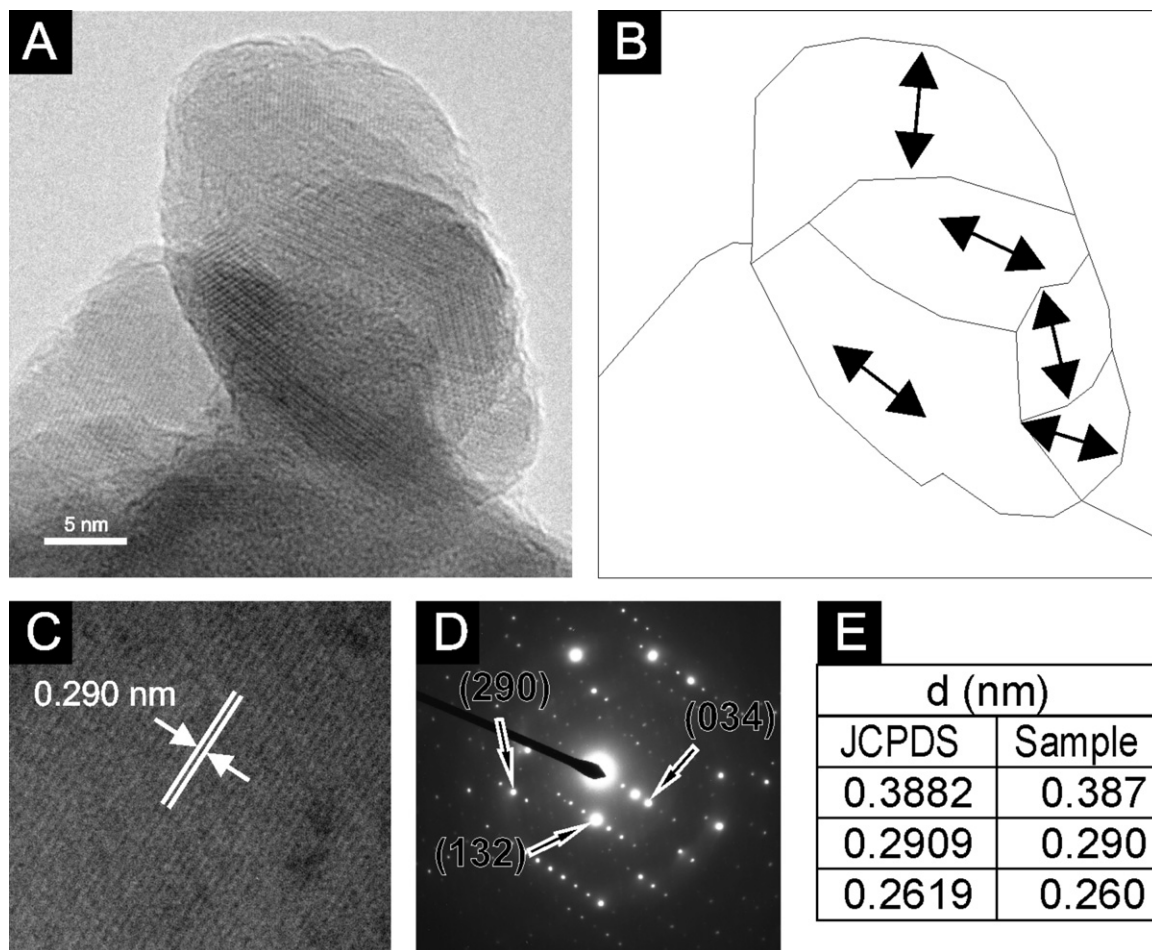 A
B
5 nm
C
0.290 nm
D
(290)
(034)
(132)
E
d (nm)
JCPDS Sample
0.3882 0.387
0.2909 0.290
0.2619 0.260